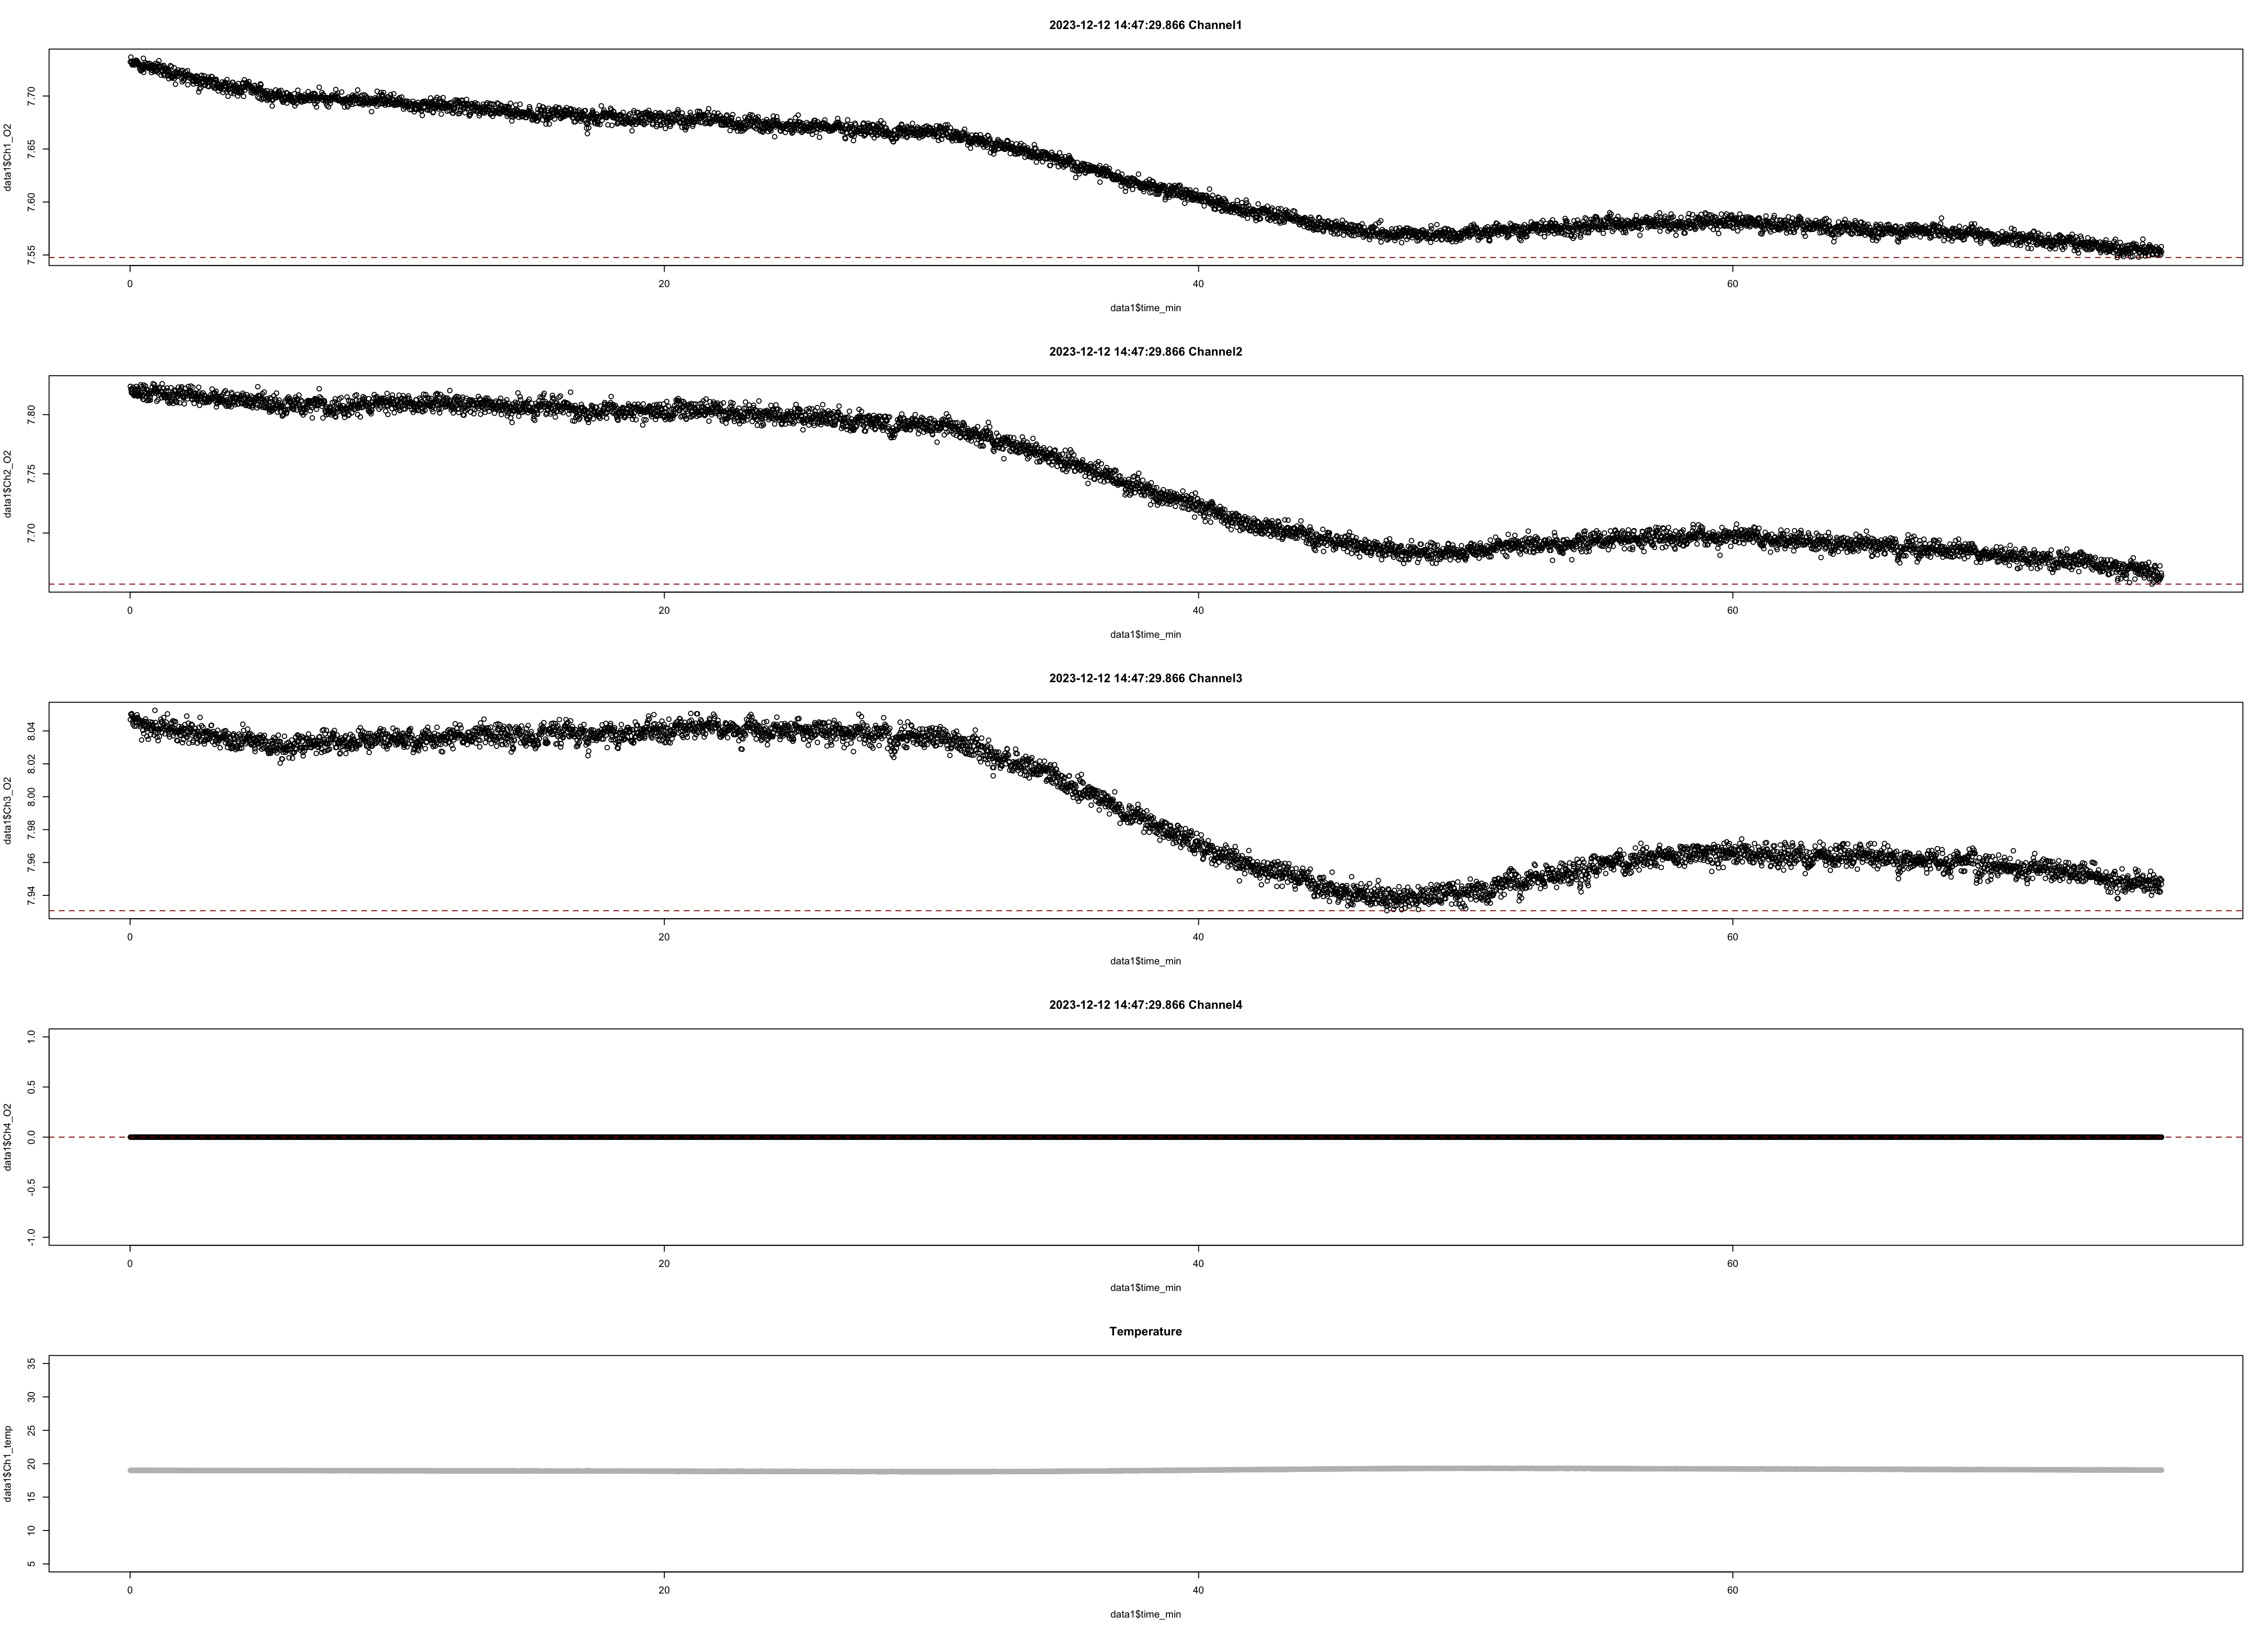 2023-12-12 14:47:29.866 Channel1
data1$Ch1_O2
7.70
7.65
7.60
7.55
0 20 40 60
data1$time_min
2023-12-12 14:47:29.866 Channel2
data1$Ch2_O2
7.80
7.75
7.70
0 20 40 60
data1$time_min
2023-12-12 14:47:29.866 Channel3
data1$Ch3_O2
8.04
8.02
8.00
7.98
7.96
7.94
0 20 40 60
data1$time_min
2023-12-12 14:47:29.866 Channel4
data1$Ch4_O2
1.0
0.5
0.0
-0.5
-1.0
0 20 40 60
data1$time_min
Temperature
data1$Ch1_temp
35
30
25
20
15
10
5
0 20 40 60
data1$time_min